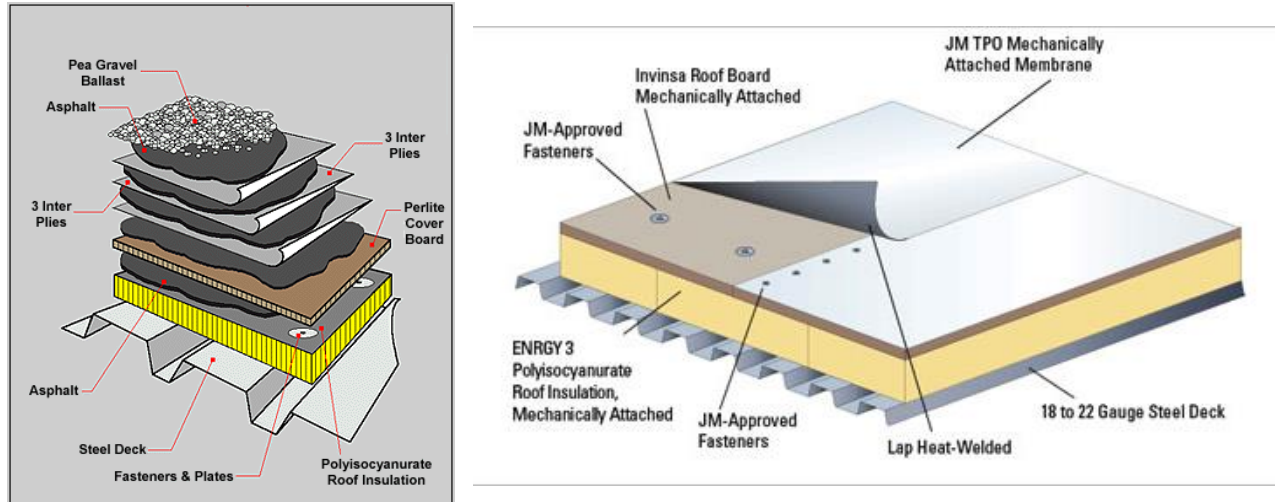 Pea Gravel
Ballast
Asphalt
3 Inter
Plies
3 Inter
Plies
Perlite
Cover
Board
Asphalt
Steel Deck
Fasteners & Plates
Polyisocyanurate
Roof Insulation
JM TPO Mechanically
Attached Membrane
Invinsa Roof Board
Mechanically Attached
JM-Approved
Fasteners
ENRGY 3
Polyisocyanurate
Roof Insulation,
Mechanically Attached
JM-Approved
Fasteners
Lap Heat-Welded
18 to 22 Gauge Steel Deck